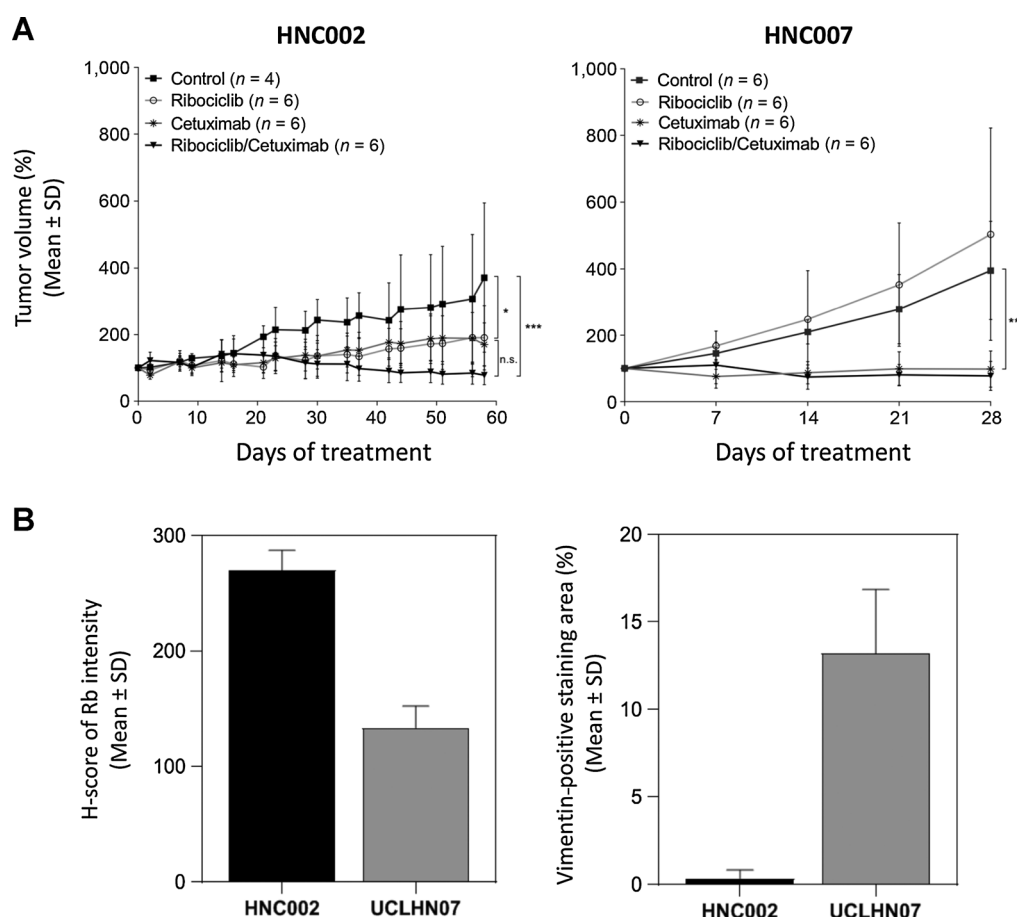 A
HNC002
HNC007
Tumor volume (%)
(Mean ± SD)
1,000
800
600
400
200
0
Control (n = 4)
Ribociclib (n = 6)
Cetuximab (n = 6)
Ribociclib/Cetuximab (n = 6)
*
***
n.s.
0 10 20 30 40 50 60
Days of treatment
1,000
800
600
400
200
0
Control (n = 6)
Ribociclib (n = 6)
Cetuximab (n = 6)
Ribociclib/Cetuximab (n = 6)
**
0 7 14 21 28
Days of treatment
B
H-score of Rb intensity
(Mean ± SD)
300
200
100
0
HNC002 UCLHN07
Vimentin-positive staining area (%)
(Mean ± SD)
20
15
10
5
0
HNC002 UCLHN07